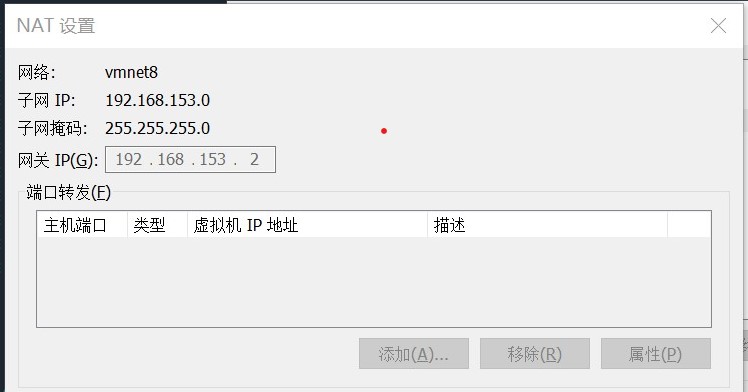 NAT 设置
网络: vmnet8
子网 IP: 192.168.153.0
子网掩码: 255.255.255.0
网关 IP(G): 192 . 168 . 153 . 2
端口转发(F)
主机端口 类型 虚拟机 IP 地址 描述
添加(A)... 移除(R) 属性(P)